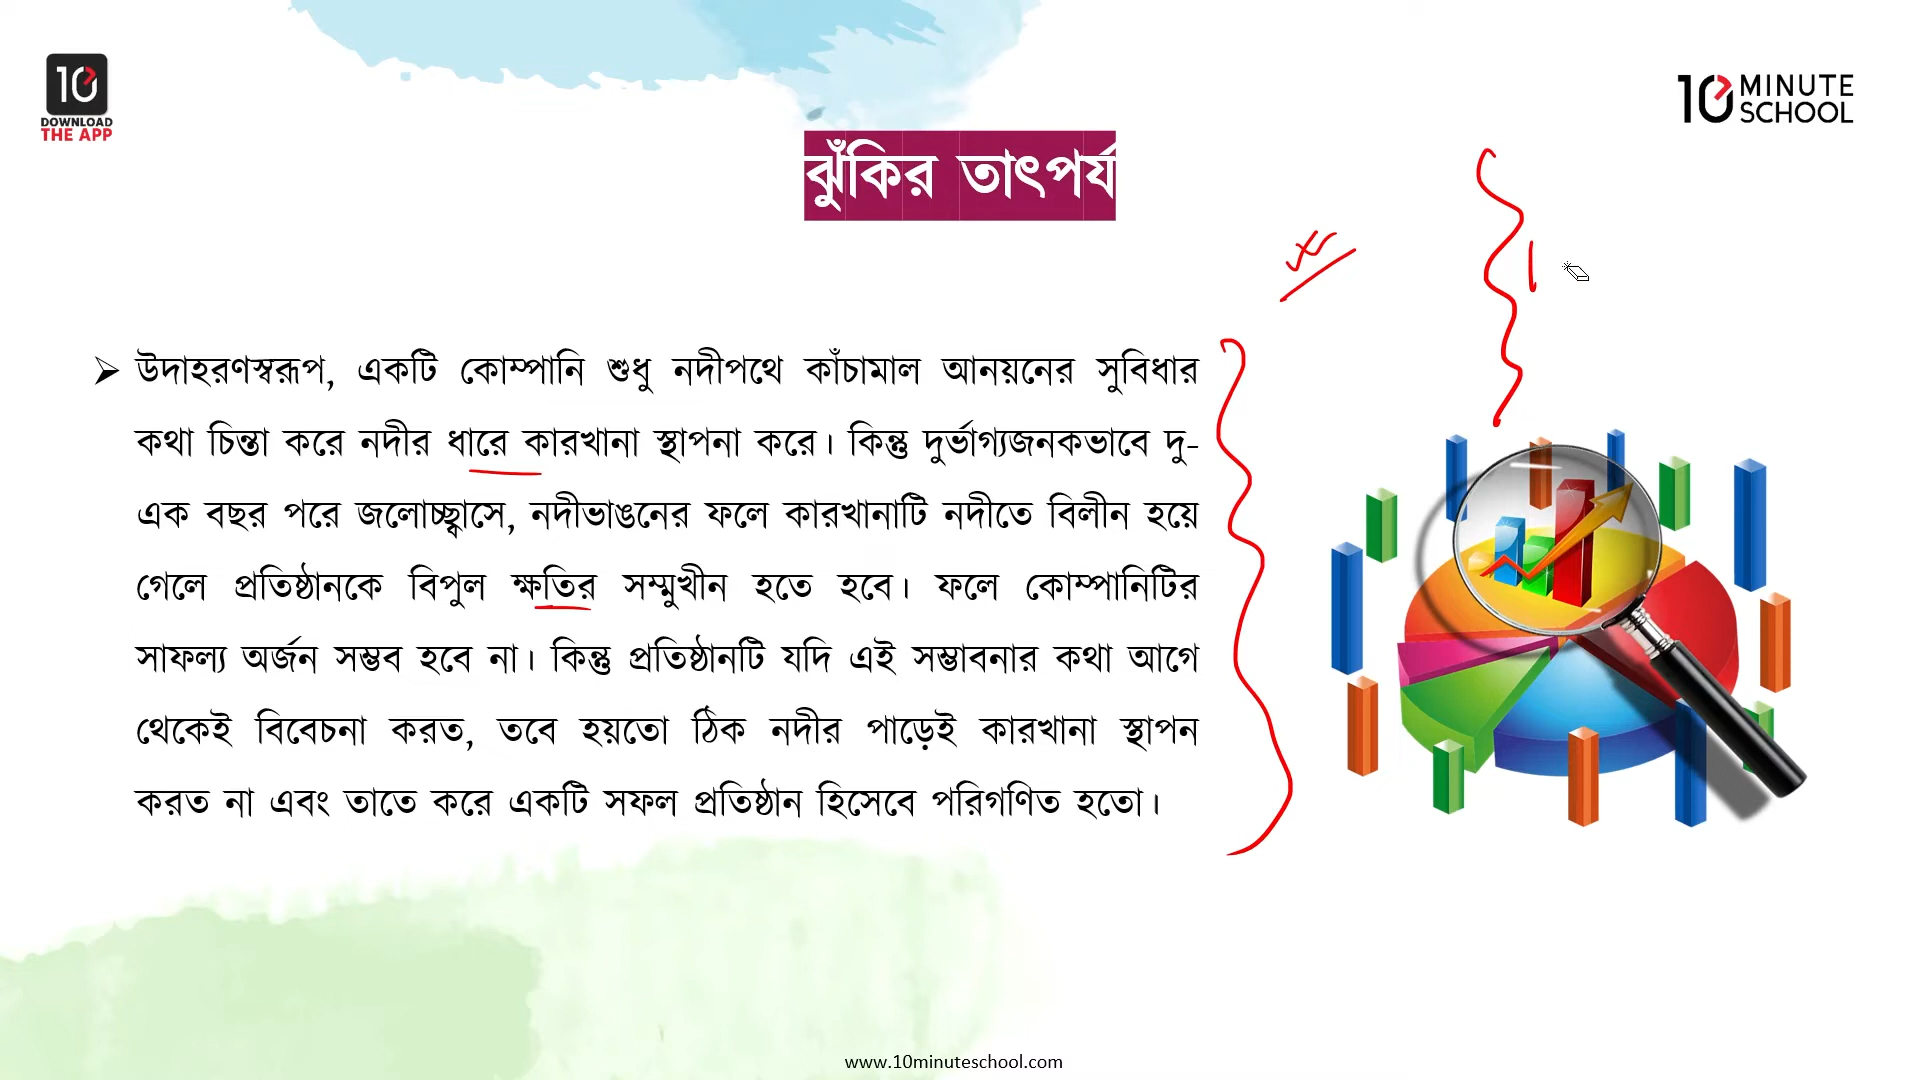 10
DOWNLOAD
THE APP
10 MINUTE
SCHOOL
ঝুঁকির তাৎপর্য
উদাহরণস্বরূপ, একটি কোম্পানি শুধু নদীপথে কাঁচামাল আনয়নের সুবিধার
কথা চিন্তা করে নদীর ধারে কারখানা স্থাপনা করে। কিন্তু দুর্ভাগ্যজনকভাবে দু-
এক বছর পরে জলোচ্ছ্বাসে, নদীভাঙনের ফলে কারখানাটি নদীতে বিলীন হয়ে
গেলে প্রতিষ্ঠানকে বিপুল ক্ষতির সম্মুখীন হতে হবে। ফলে কোম্পানিটির
সাফল্য অর্জন সম্ভব হবে না। কিন্তু প্রতিষ্ঠানটি যদি এই সম্ভাবনার কথা আগে
থেকেই বিবেচনা করত, তবে হয়তো ঠিক নদীর পাড়েই কারখানা স্থাপন
করত না এবং তাতে করে একটি সফল প্রতিষ্ঠান হিসেবে পরিগণিত হতো।
www.10minuteschool.com